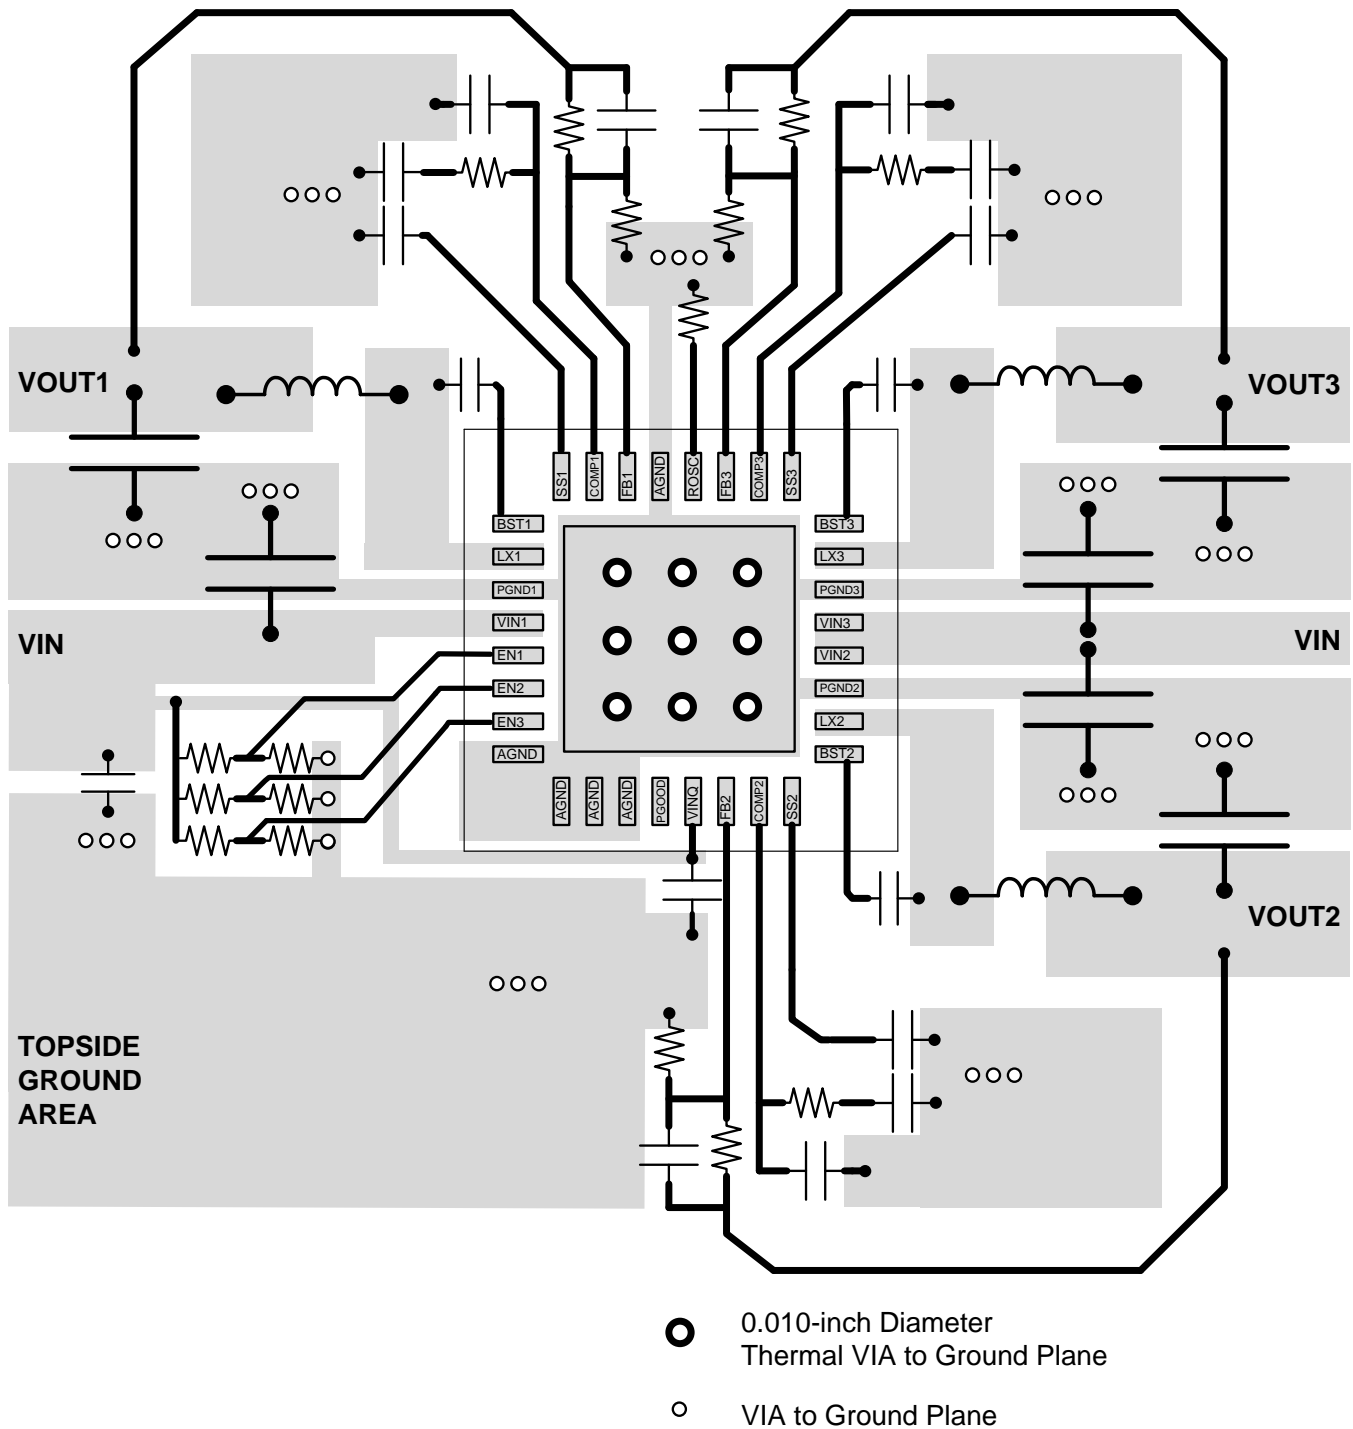 VOUT1
VOUT3
SS1
COMP1
FB1
AGND
ROSC
FB3
COMP3
SS3
BST1
BST3
LX1
LX3
PGND1
PGND3
VIN1
VIN3
VIN
VIN
EN1
VIN2
EN2
PGND2
EN3
LX2
AGND
BST2
AGND
AGND
AGND
PGOOD
VINQ
FB2
COMP2
SS2
VOUT2
TOPSIDE
GROUND
AREA
0.010-inch Diameter
Thermal VIA to Ground Plane
VIA to Ground Plane